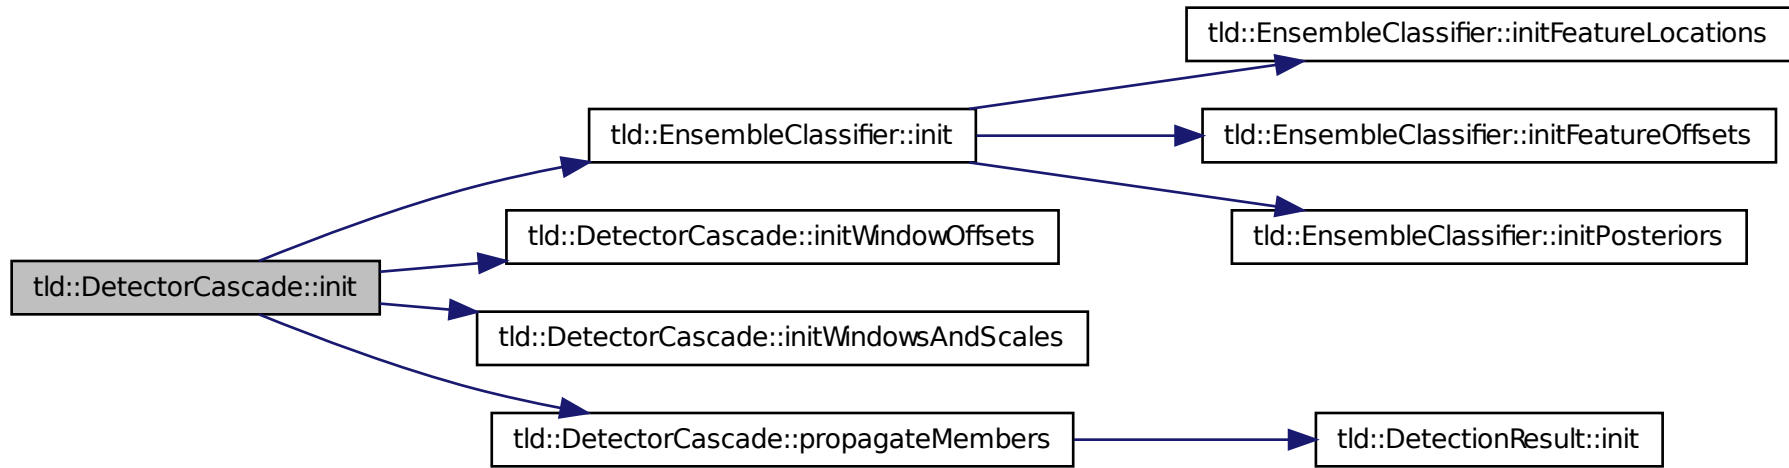 tld::EnsembleClassifier::initFeatureLocations
tld::EnsembleClassifier::init
tld::EnsembleClassifier::initFeatureOffsets
tld::DetectorCascade::initWindowOffsets
tld::EnsembleClassifier::initPosteriors
tld::DetectorCascade::init
tld::DetectorCascade::initWindowsAndScales
tld::DetectorCascade::propagateMembers
tld::DetectionResult::init